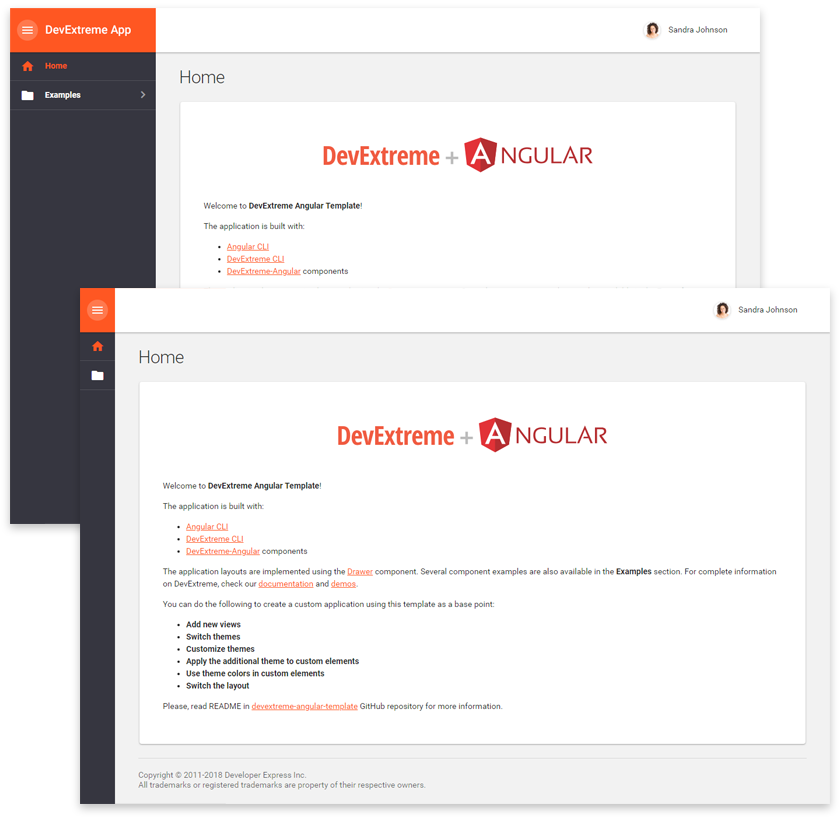 DevExtreme App
Sandra Johnson
Home
Examples
Home
DevExtreme + ANGULAR
Welcome to DevExtreme Angular Template!
The application is built with:
Angular CLI
DevExtreme CLI
DevExtreme-Angular components
Sandra Johnson
Home
DevExtreme + ANGULAR
Welcome to DevExtreme Angular Template!
The application is built with:
Angular CLI
DevExtreme CLI
DevExtreme-Angular components
The application layouts are implemented using the Drawer component. Several component examples are also available in the Examples section. For complete information
on DevExtreme, check our documentation and demos.
You can do the following to create a custom application using this template as a base point:
Add new views
Switch themes
Customize themes
Apply the additional theme to custom elements
Use theme colors in custom elements
Switch the layout
Please, read README in devextreme-angular-template GitHub repository for more information.
Copyright © 2011-2018 Developer Express Inc.
All trademarks or registered trademarks are property of their respective owners.